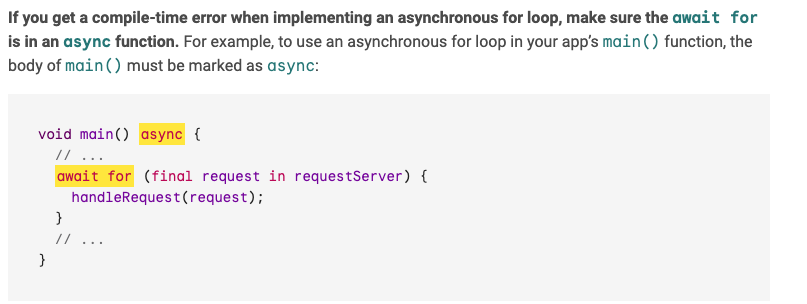 If you get a compile-time error when implementing an asynchronous for loop, make sure the await for
is in an async function. For example, to use an asynchronous for loop in your app’s main() function, the
body of main() must be marked as async:
void main() async {
  // ...
  await for (final request in requestServer) {
    handleRequest(request);
  }
  // ...
}